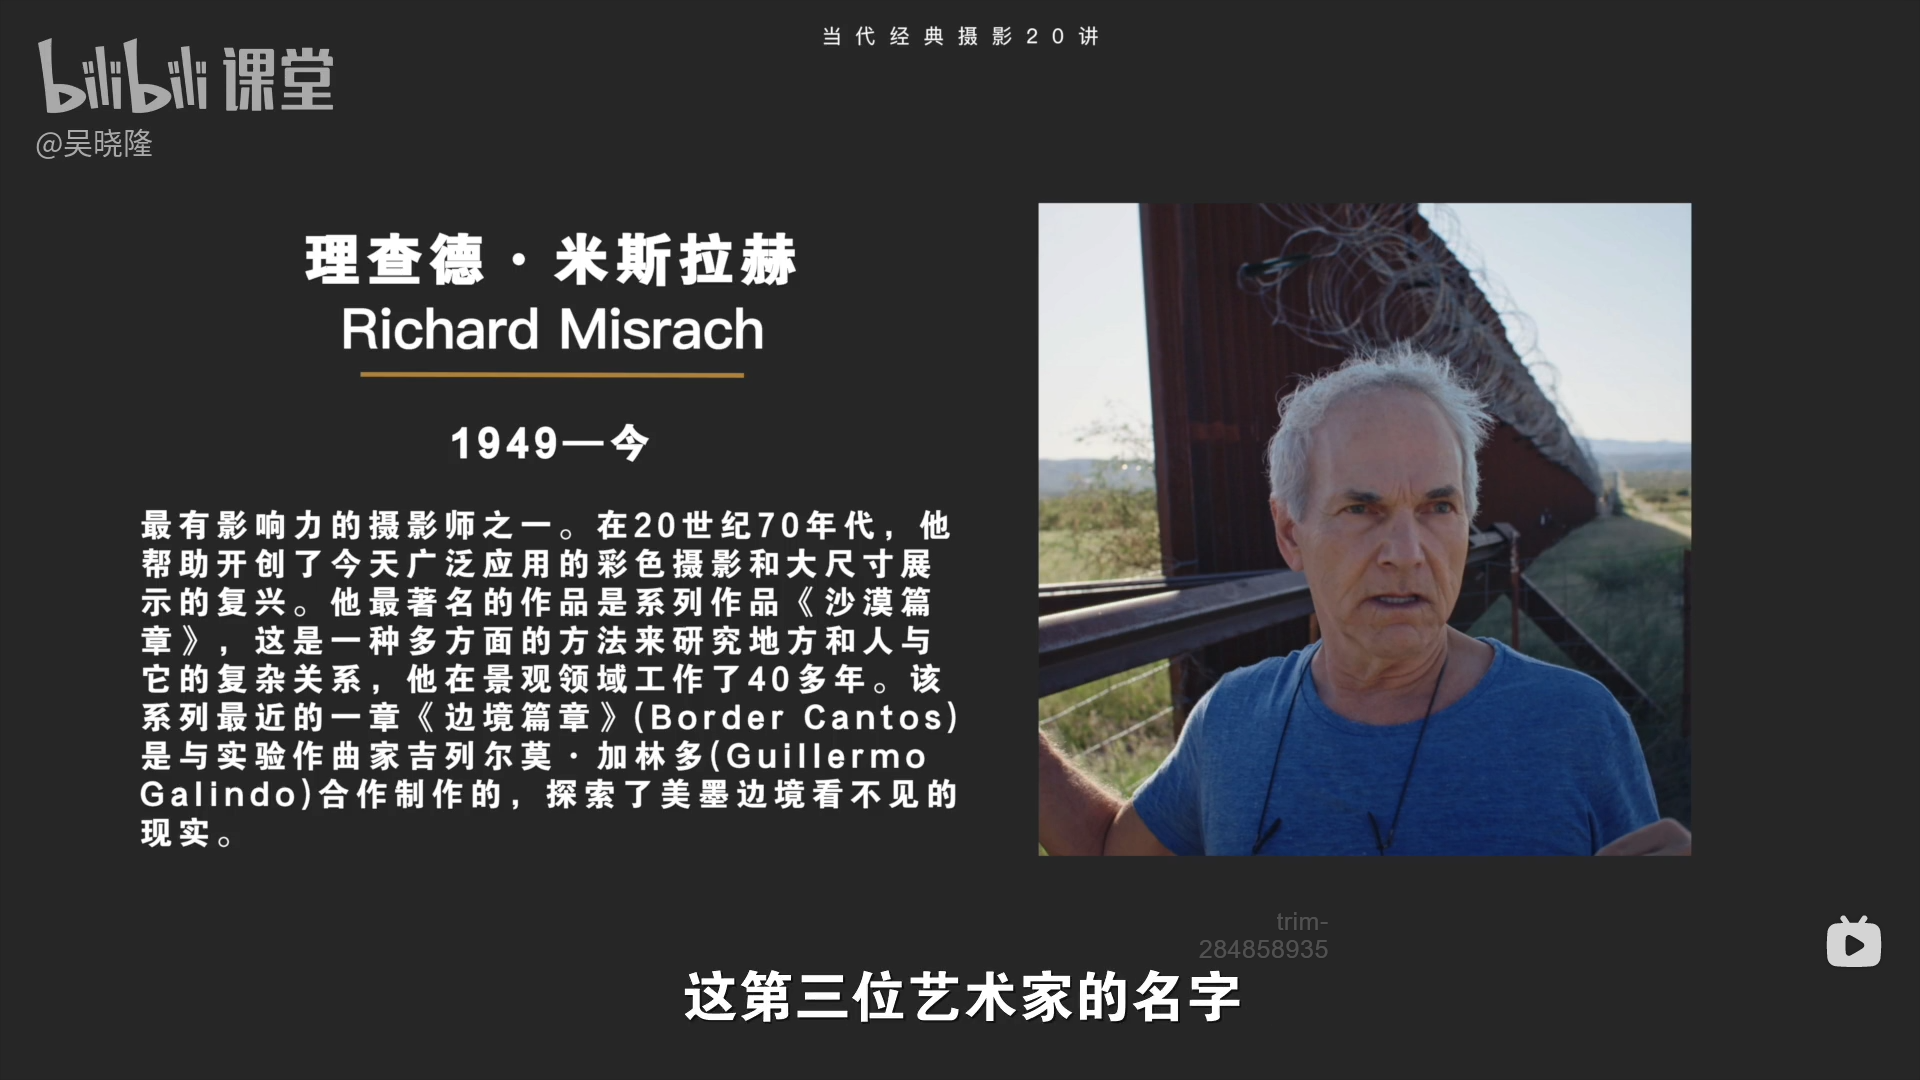 当代经典摄影20讲
bilibili 课堂
@吴晓隆
理查德·米斯拉赫
Richard Misrach
1949—今
最有影响力的摄影师之一。在20世纪70年代，他
帮助开创了今天广泛应用的彩色摄影和大尺寸展
示的复兴。他最著名的作品是系列作品《沙漠篇
章》，这是一种多方面的方法来研究地方和人与
它的复杂关系，他在景观领域工作了40多年。该
系列最近的一章《边境篇章》(Border Cantos)
是与实验作曲家吉列尔莫·加林多(Guillermo
Galindo)合作制作的，探索了美墨边境看不见的
现实。
trim-
284858935
这第三位艺术家的名字